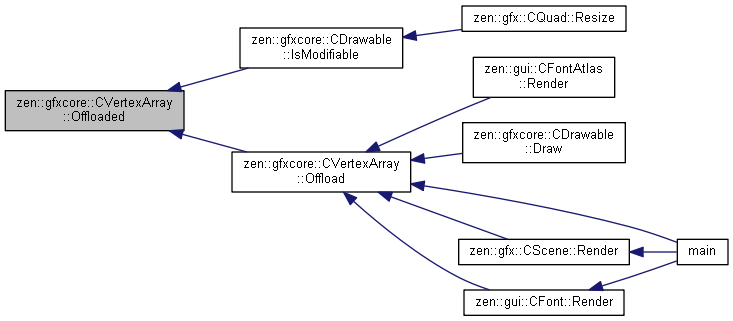 zen::gfxcore::CVertexArray
::Offloaded
zen::gfxcore::CDrawable
::IsModifiable
zen::gfx::CQuad::Resize
zen::gfxcore::CVertexArray
::Offload
zen::gui::CFontAtlas
::Render
zen::gfxcore::CDrawable
::Draw
zen::gfx::CScene::Render
main
zen::gui::CFont::Render